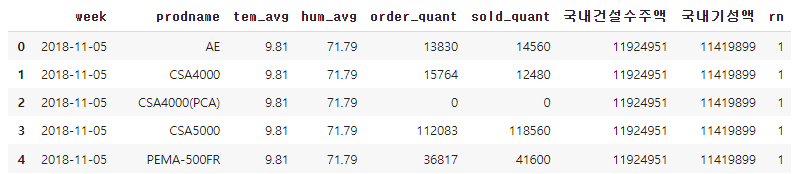 week prodname tem_avg hum_avg order_quant sold_quant 국내건설수주액 국내기성액 rn
0 2018-11-05 AE 9.81 71.79 13830 14560 11924951 11419899 1
1 2018-11-05 CSA4000 9.81 71.79 15764 12480 11924951 11419899 1
2 2018-11-05 CSA4000(PCA) 9.81 71.79 0 0 11924951 11419899 1
3 2018-11-05 CSA5000 9.81 71.79 112083 118560 11924951 11419899 1
4 2018-11-05 PEMA-500FR 9.81 71.79 36817 41600 11924951 11419899 1